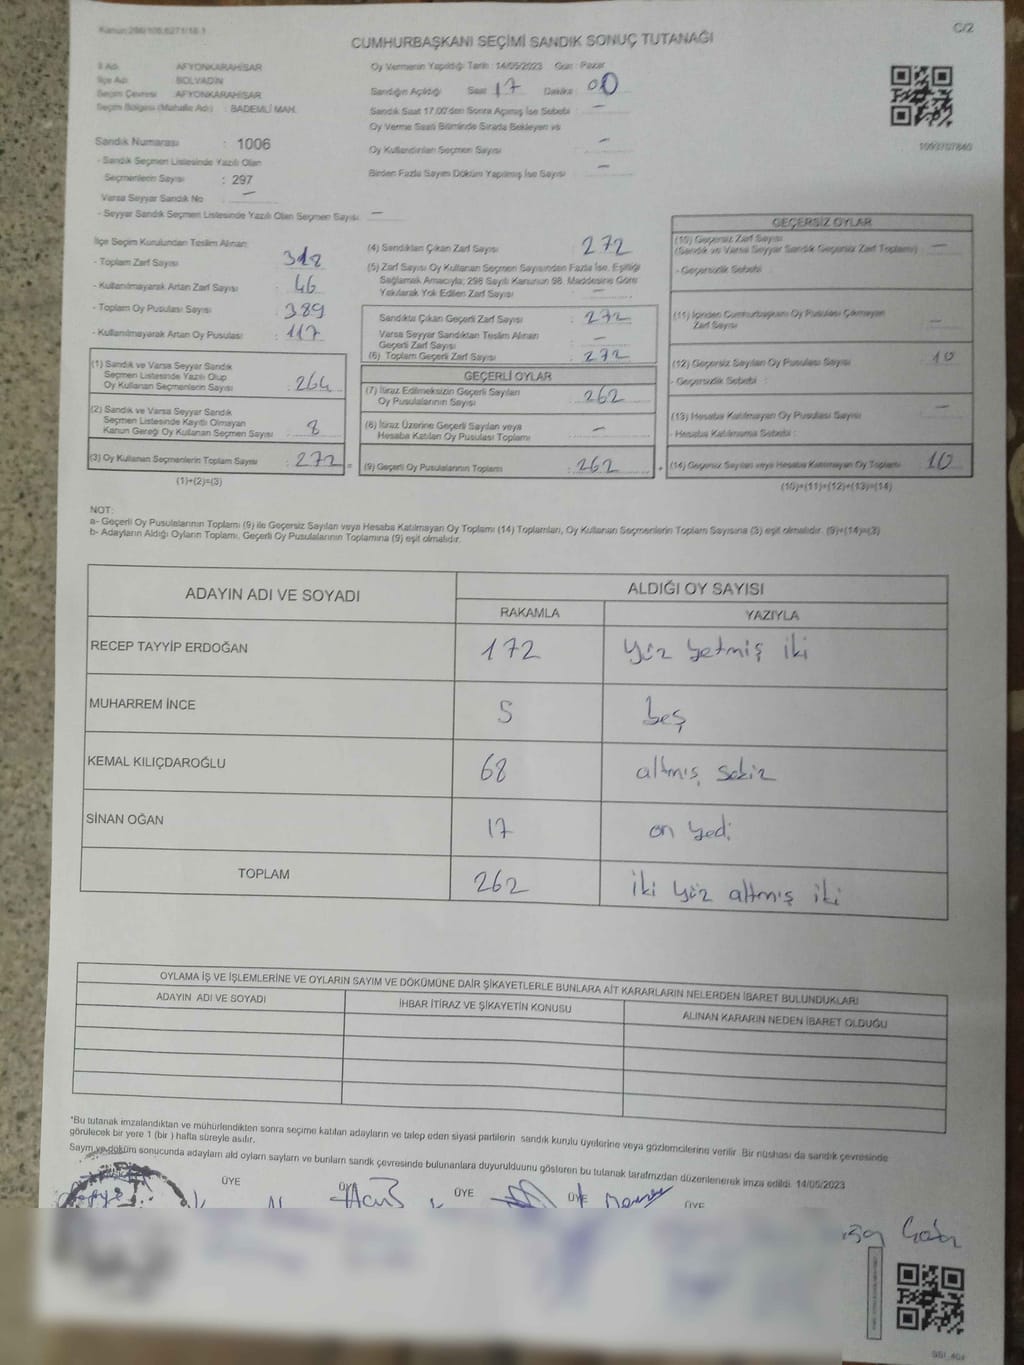 Kanun:298/106,6271/18.1
C/2
CUMHURBAŞKANI SEÇİMİ SANDIK SONUÇ TUTANAĞI
İl Adı AFYONKARAHİSAR
İlçe Adı BOLVADİN
Seçim Çevresi AFYONKARAHİSAR
Seçim Bölgesi (Mahalle Adı) : BADEMLİ MAH.
Sandık Numarası : 1006
- Sandık Seçmen Listesinde Yazılı Olan
Seçmenlerin Sayısı : 297
Varsa Seyyar Sandık No —
- Seyyar Sandık Seçmen Listesinde Yazılı Olan Seçmen Sayısı —
Oy Vermenin Yapıldığı Tarih : 14/05/2023 Gün : Pazar
Sandığın Açıldığı Saat 17 Dakika : 00
Sandık Saat 17.00'den Sonra Açılmış İse Sebebi : —
Oy Verme Saati Bitiminde Sırada Bekleyen ve
Oy Kullandırılan Seçmen Sayısı —
Birden Fazla Sayım Döküm Yapılmış İse Sayısı —
1093707840
İlçe Seçim Kurulundan Teslim Alınan
- Toplam Zarf Sayısı : 318
- Kullanılmayarak Artan Zarf Sayısı : 46
- Toplam Oy Pusulası Sayısı : 389
- Kullanılmayarak Artan Oy Pusulası : 117
(1) Sandık ve Varsa Seyyar Sandık
Seçmen Listesinde Yazılı Olup
Oy Kullanan Seçmenlerin Sayısı : 264
(2) Sandık ve Varsa Seyyar Sandık
Seçmen Listesinde Kayıtlı Olmayan
Kanun Gereği Oy Kullanan Seçmen Sayısı : 8
(3) Oy Kullanan Seçmenlerin Toplam Sayısı : 272 =
(1)+(2)=(3)
(4) Sandıktan Çıkan Zarf Sayısı : 272
(5) Zarf Sayısı Oy Kullanan Seçmen Sayısından Fazla İse, Eşitliği
Sağlamak Amacıyla; 298 Sayılı Kanunun 98. Maddesine Göre
Yakılarak Yok Edilen Zarf Sayısı : —
Sandıkta Çıkan Geçerli Zarf Sayısı : 272
Varsa Seyyar Sandıktan Teslim Alınan
Geçerli Zarf Sayısı : —
(6) Toplam Geçerli Zarf Sayısı : 272
GEÇERLİ OYLAR
(7) İtiraz Edilmeksizin Geçerli Sayılan
Oy Pusulalarının Sayısı : 262
(8) İtiraz Üzerine Geçerli Sayılan veya
Hesaba Katılan Oy Pusulaları Toplamı : —
(9) Geçerli Oy Pusulalarının Toplamı : 262 +
GEÇERSİZ OYLAR
(10) Geçersiz Zarf Sayısı
(Sandık ve Varsa Seyyar Sandık Geçersiz Zarf Toplamı) : —
- Geçersizlik Sebebi :
(11) İçinden Cumhurbaşkanı Oy Pusulası Çıkmayan
Zarf Sayısı —
(12) Geçersiz Sayılan Oy Pusulası Sayısı : 10
- Geçersizlik Sebebi :
(13) Hesaba Katılmayan Oy Pusulası Sayısı —
- Hesaba Katılmama Sebebi :
(14) Geçersiz Sayılan veya Hesaba Katılmayan Oy Toplamı : 10
(10)+(11)+(12)+(13)=(14)
NOT:
a- Geçerli Oy Pusulalarının Toplamı (9) ile Geçersiz Sayılan veya Hesaba Katılmayan Oy Toplamı (14) Toplamları, Oy Kullanan Seçmenlerin Toplam Sayısına (3) eşit olmalıdır. (9)+(14)=(3)
b- Adayların Aldığı Oyların Toplamı, Geçerli Oy Pusulalarının Toplamına (9) eşit olmalıdır.
ADAYIN ADI VE SOYADI ALDIĞI OY SAYISI
RAKAMLA YAZIYLA
RECEP TAYYİP ERDOĞAN 172 yüz yetmiş iki
MUHARREM İNCE 5 beş
KEMAL KILIÇDAROĞLU 68 altmış sekiz
SİNAN OĞAN 17 on yedi
TOPLAM 262 iki yüz altmış iki
OYLAMA İŞ VE İŞLEMLERİNE VE OYLARIN SAYIM VE DÖKÜMÜNE DAİR ŞİKAYETLERLE BUNLARA AİT KARARLARIN NELERDEN İBARET BULUNDUKLARI
ADAYIN ADI VE SOYADI İHBAR İTİRAZ VE ŞİKAYETİN KONUSU ALINAN KARARIN NEDEN İBARET OLDUĞU
*Bu tutanak imzalandıktan ve mühürlendikten sonra seçime katılan adayların ve talep eden siyasi partilerin sandık kurulu üyelerine veya gözlemcilerine verilir. Bir nüshası da sandık çevresinde
görülecek bir yere 1 (bir ) hafta süreyle asılır.
Sayım ve döküm sonucunda adayların ald oyların sayların ve bunların sandk çevresinde bulunanlara duyurulduunu gösteren bu tutanak tarafmzdan düzenlenerek imza edildi. 14/05/2023
ÜYE ÜYE ÜYE ÜYE ÜYE